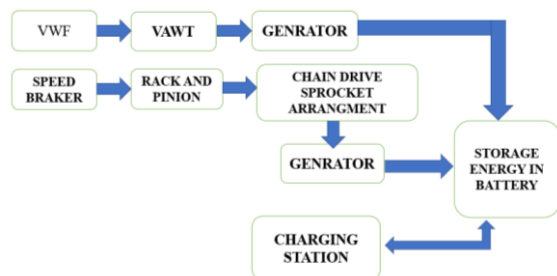 VWF
VAWT
GENRATOR
SPEED
BRAKER
RACK AND
PINION
CHAIN DRIVE
SPROCKET
ARRANGMENT
GENRATOR
STORAGE
ENERGY IN
BATTERY
CHARGING
STATION